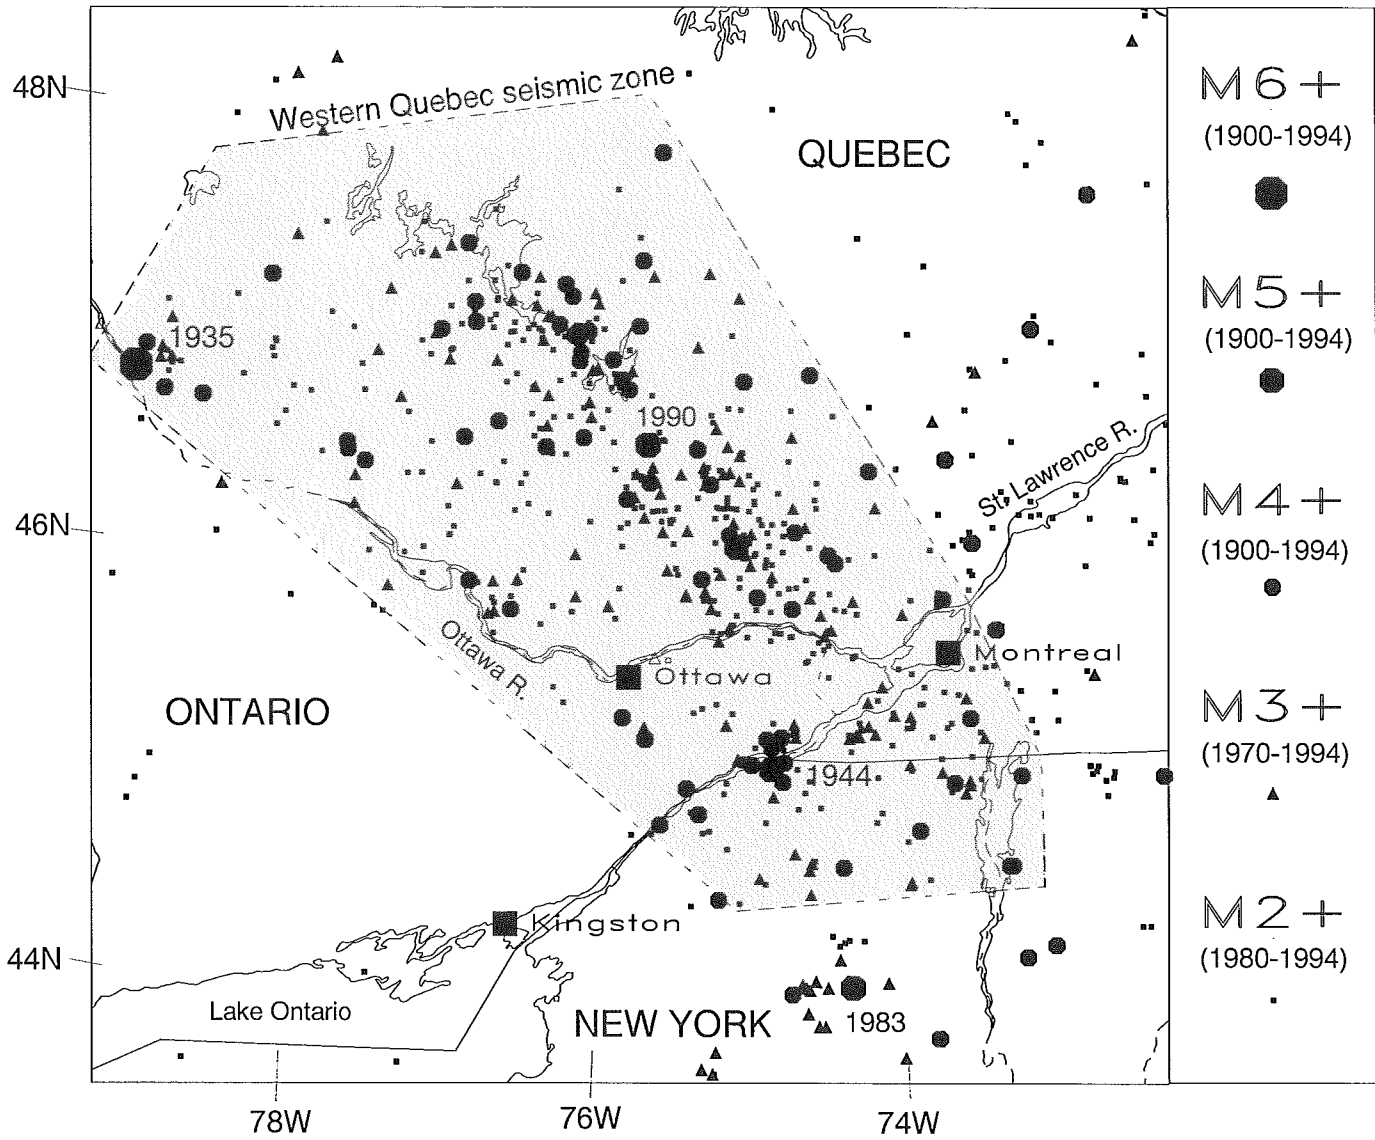 48N
46N
44N
78W
76W
74W
Western Quebec seismic zone
QUEBEC
1935
1990
St. Lawrence R.
Ottawa R.
Ottawa
Montreal
ONTARIO
1944
Kingston
Lake Ontario
NEW YORK
1983
M6+
(1900-1994)
M5+
(1900-1994)
M4+
(1900-1994)
M3+
(1970-1994)
M2+
(1980-1994)